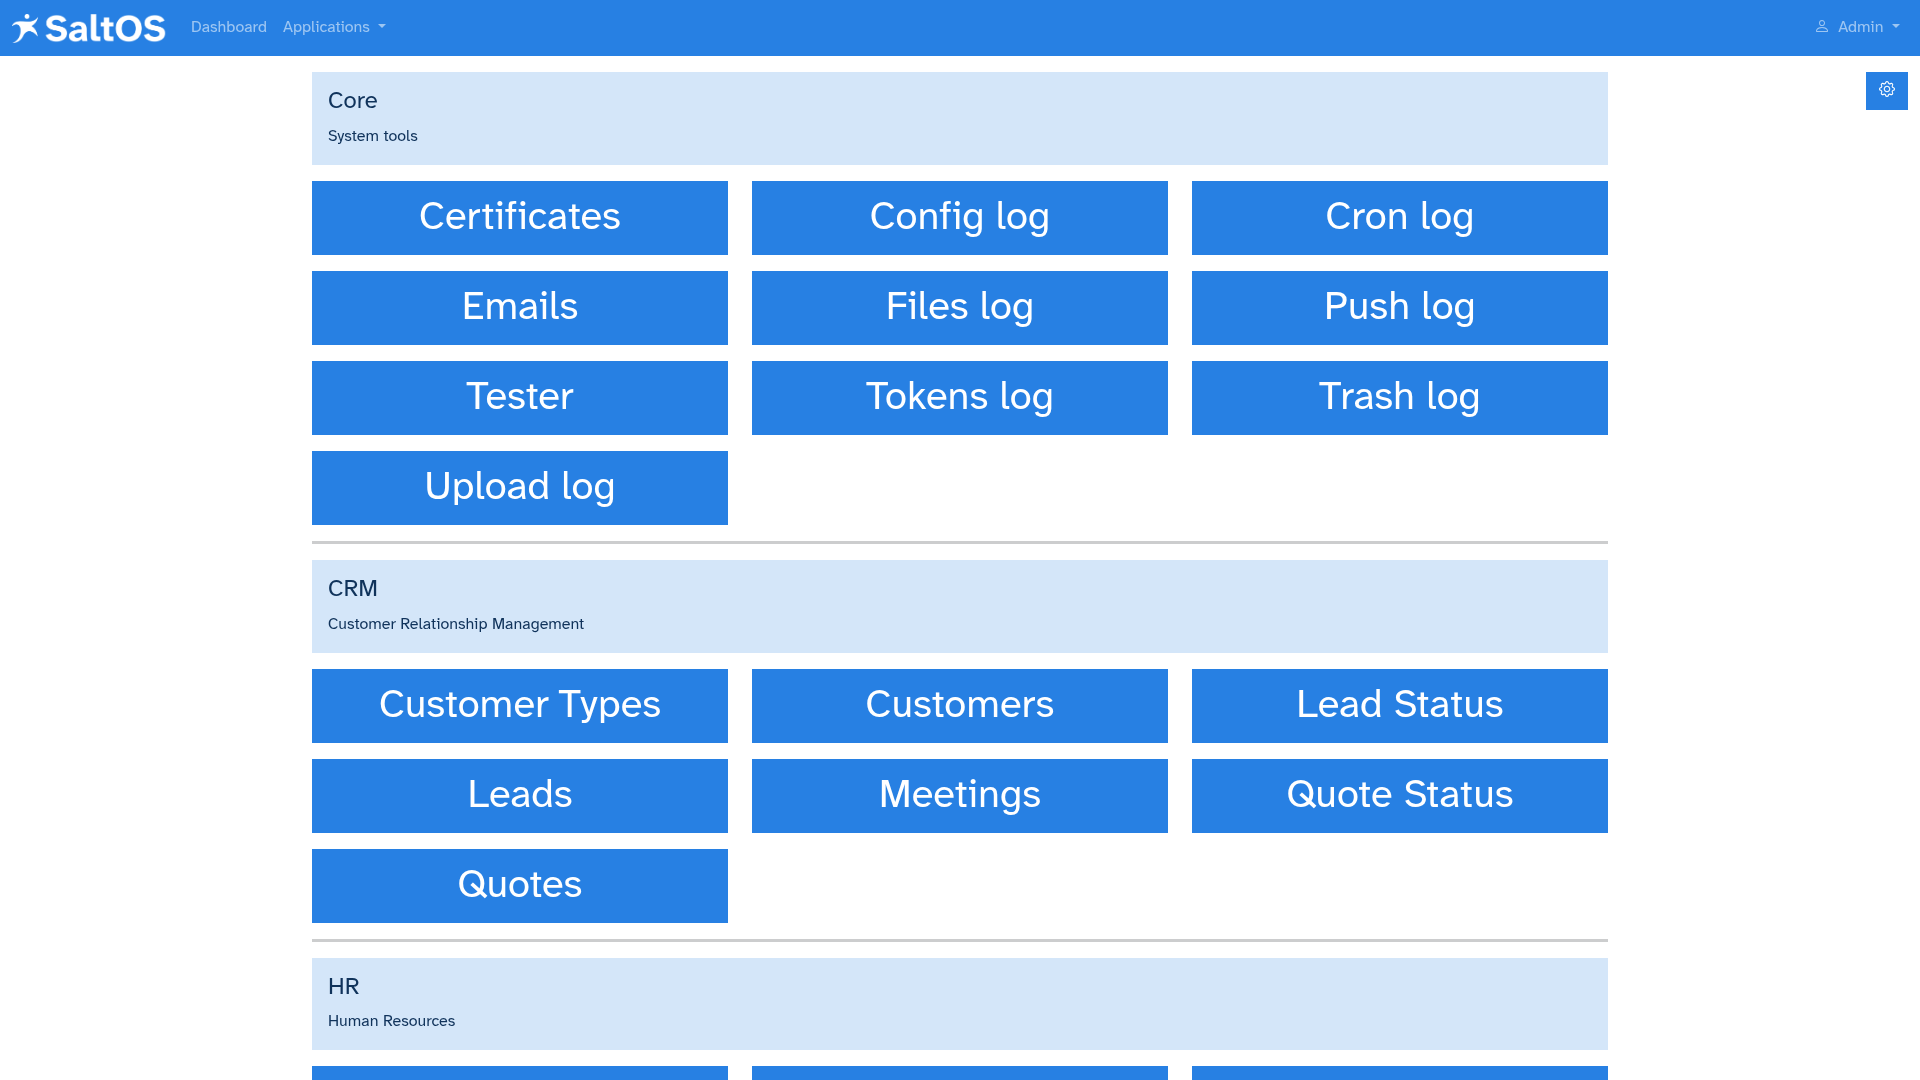 SaltOS Dashboard Applications Admin
Core
System tools
Certificates Config log Cron log
Emails Files log Push log
Tester Tokens log Trash log
Upload log
CRM
Customer Relationship Management
Customer Types Customers Lead Status
Leads Meetings Quote Status
Quotes
HR
Human Resources